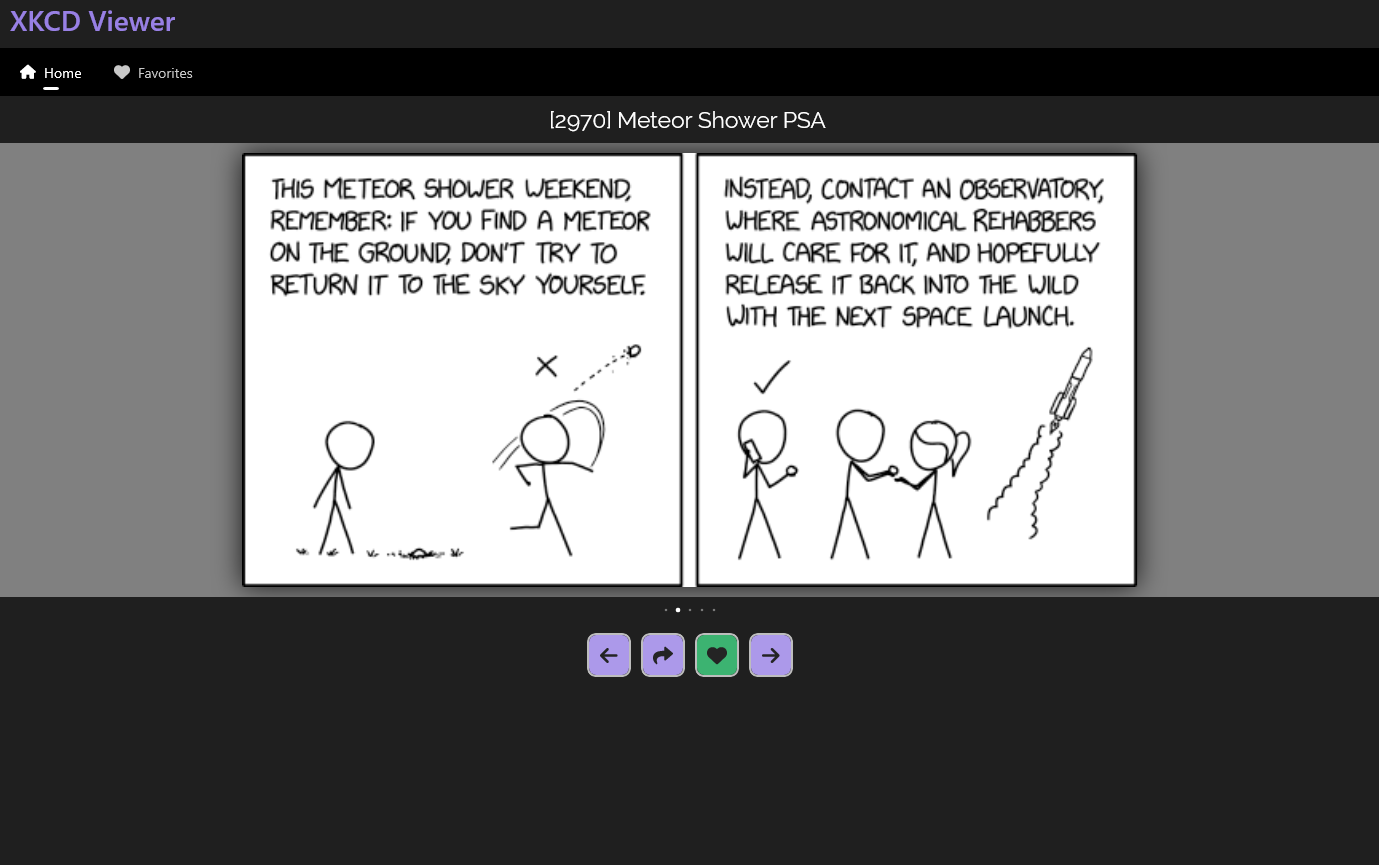 XKCD Viewer
Home
Favorites
[2970] Meteor Shower PSA
THIS METEOR SHOWER WEEKEND,
REMEMBER: IF YOU FIND A METEOR
ON THE GROUND, DON'T TRY TO
RETURN IT TO THE SKY YOURSELF.
INSTEAD, CONTACT AN OBSERVATORY,
WHERE ASTRONOMICAL REHABBERS
WILL CARE FOR IT, AND HOPEFULLY
RELEASE IT BACK INTO THE WILD
WITH THE NEXT SPACE LAUNCH.